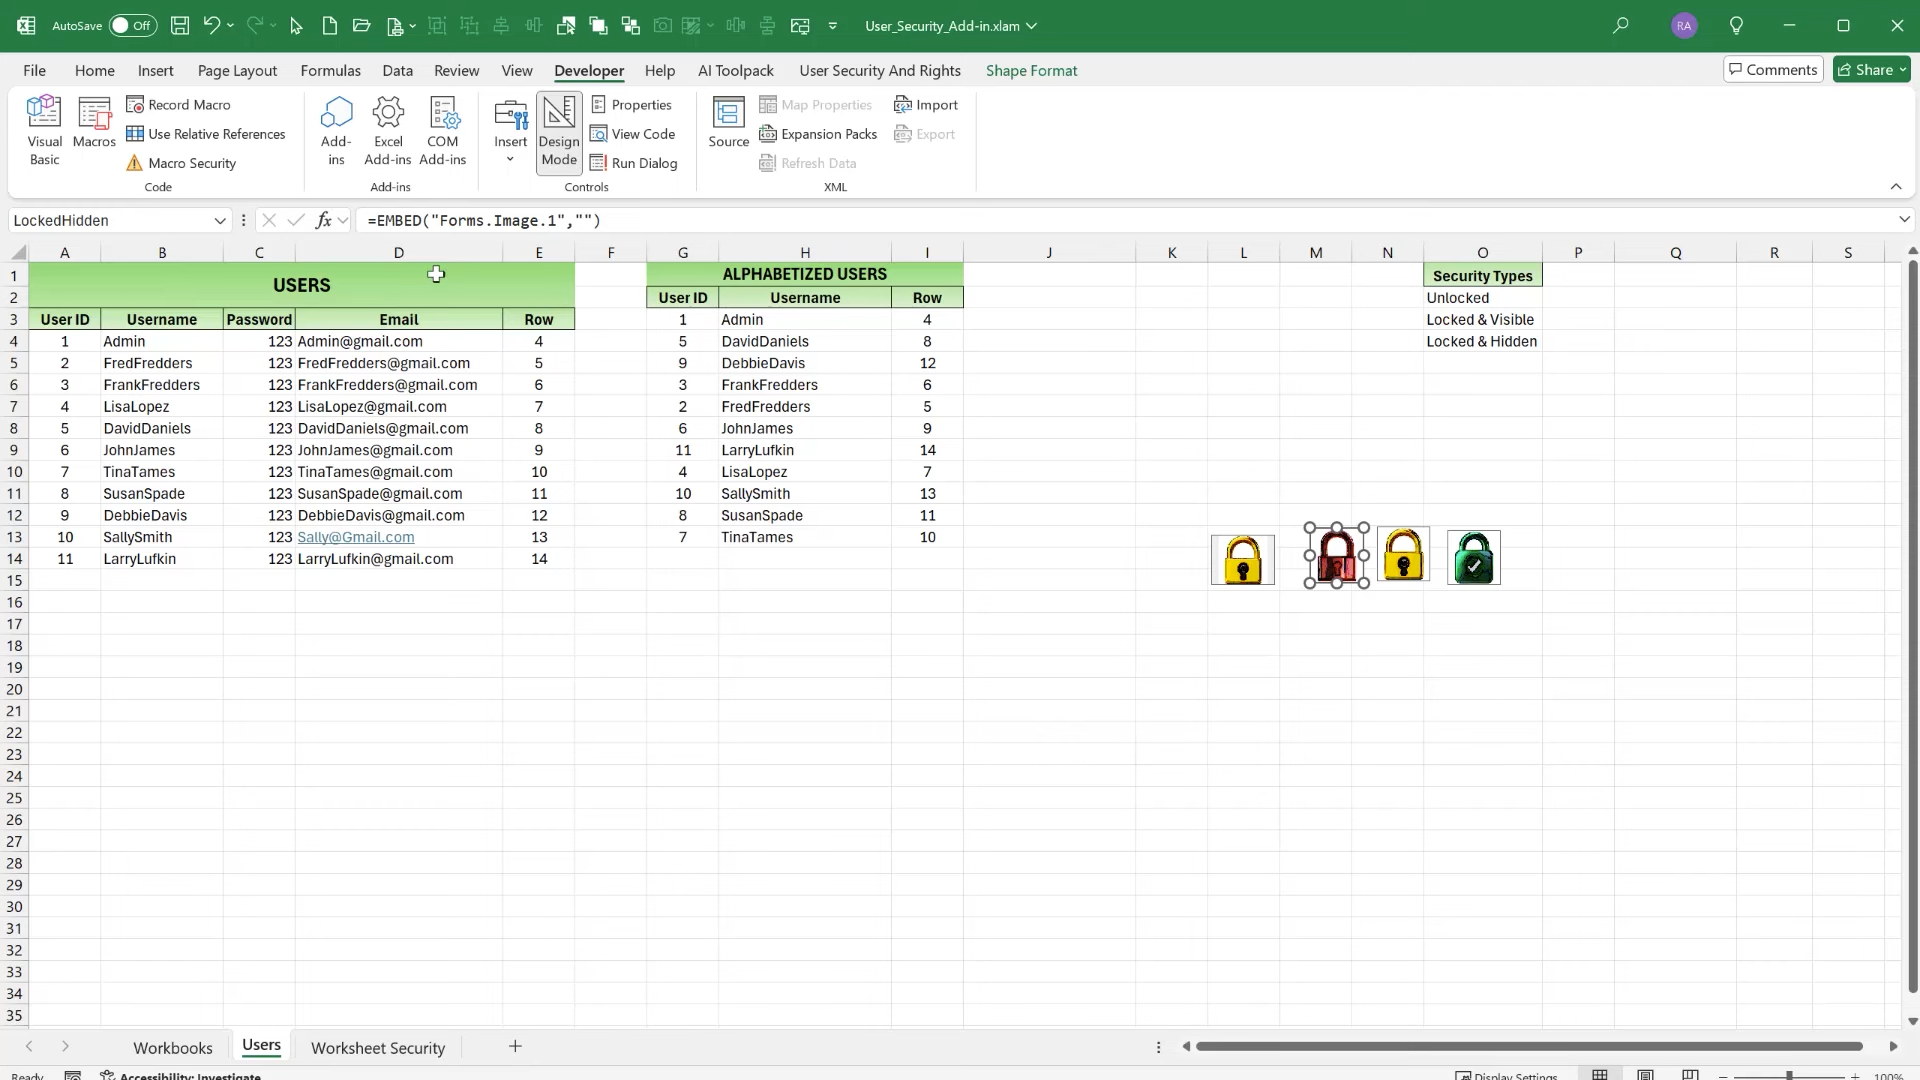 AutoSave Off User_Security_Add-in.xlam RA
File Home Insert Page Layout Formulas Data Review View Developer Help AI Toolpack User Security And Rights Shape Format Comments Share
Visual Basic
Macros
Record Macro
Use Relative References
Macro Security
Code
Add-ins
Excel Add-ins
COM Add-ins
Add-ins
Insert
Design Mode
Properties
View Code
Run Dialog
Controls
Source
Map Properties
Expansion Packs
Refresh Data
Import
Export
XML
LockedHidden fx =EMBED("Forms.Image.1","")
A B C D E F G H I J K L M N O P Q R S
1 USERS ALPHABETIZED USERS Security Types
2 User ID Username Row Unlocked
3 User ID Username Password Email Row 1 Admin 4 Locked & Visible
4 1 Admin 123 Admin@gmail.com 4 5 DavidDaniels 8 Locked & Hidden
5 2 FredFredders 123 FredFredders@gmail.com 5 9 DebbieDavis 12
6 3 FrankFredders 123 FrankFredders@gmail.com 6 3 FrankFredders 6
7 4 LisaLopez 123 LisaLopez@gmail.com 7 2 FredFredders 5
8 5 DavidDaniels 123 DavidDaniels@gmail.com 8 6 JohnJames 9
9 6 JohnJames 123 JohnJames@gmail.com 9 11 LarryLufkin 14
10 7 TinaTames 123 TinaTames@gmail.com 10 4 LisaLopez 7
11 8 SusanSpade 123 SusanSpade@gmail.com 11 10 SallySmith 13
12 9 DebbieDavis 123 DebbieDavis@gmail.com 12 8 SusanSpade 11
13 10 SallySmith 123 Sally@Gmail.com 13 7 TinaTames 10
14 11 LarryLufkin 123 LarryLufkin@gmail.com 14
15
16
17
18
19
20
21
22
23
24
25
26
27
28
29
30
31
32
33
34
35
Workbooks Users Worksheet Security
Ready Accessibility: Investigate Display Settings 100%